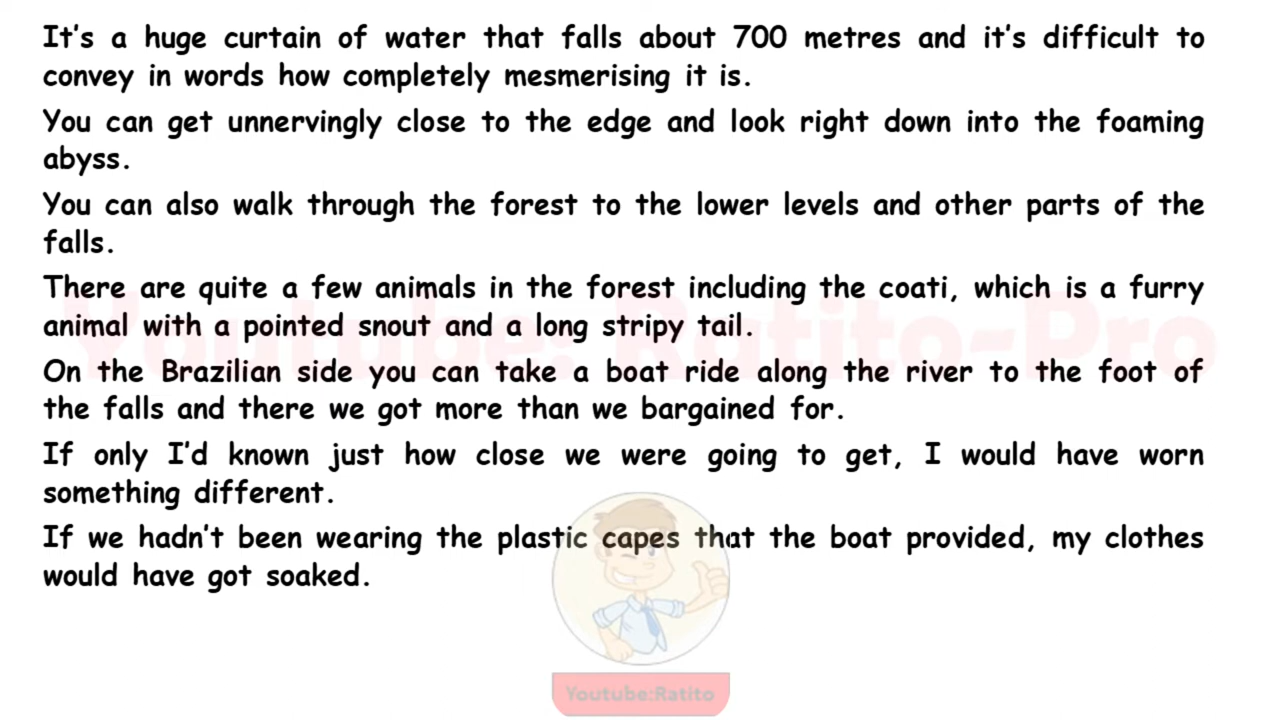 It's a huge curtain of water that falls about 700 metres and it's difficult to
convey in words how completely mesmerising it is.
You can get unnervingly close to the edge and look right down into the foaming
abyss.
You can also walk through the forest to the lower levels and other parts of the
falls.
There are quite a few animals in the forest including the coati, which is a furry
animal with a pointed snout and a long stripy tail.
Youtube: Ratito-Pro
On the Brazilian side you can take a boat ride along the river to the foot of
the falls and there we got more than we bargained for.
If only I'd known just how close we were going to get, I would have worn
something different.
If we hadn't been wearing the plastic capes that the boat provided, my clothes
would have got soaked.
Youtube:Ratito